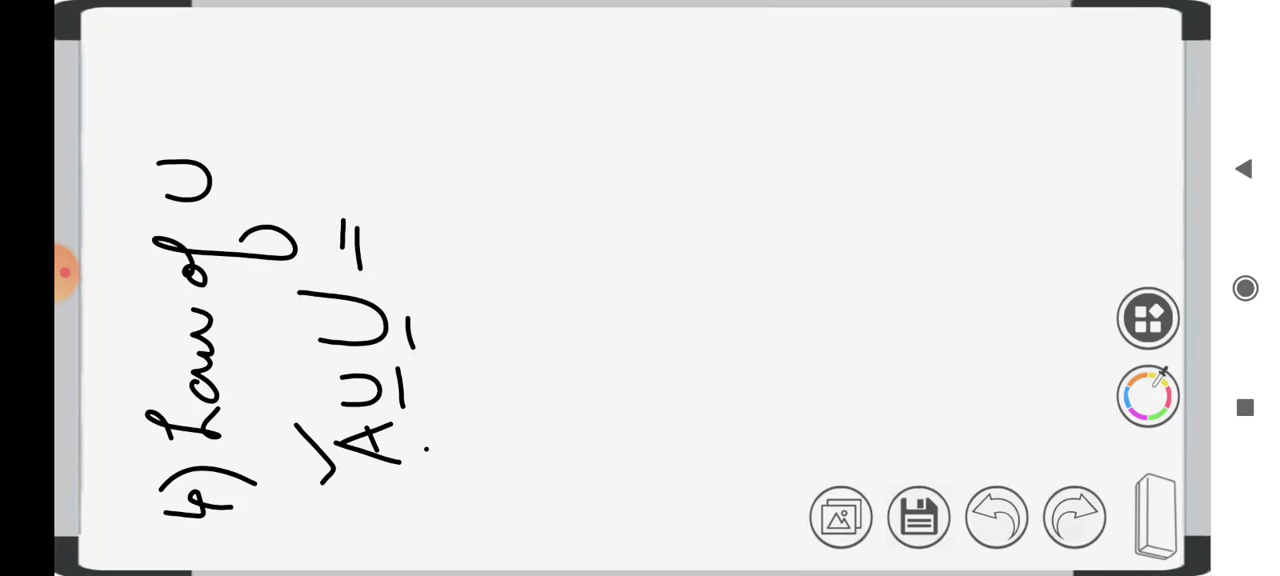 4) Law of U
✓ A ∪ U =